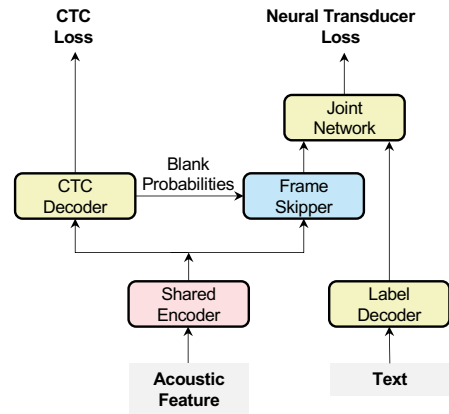 CTC
Loss
Neural Transducer
Loss
Joint
Network
Blank
Probabilities
CTC
Decoder
Frame
Skipper
Shared
Encoder
Label
Decoder
Acoustic
Feature
Text